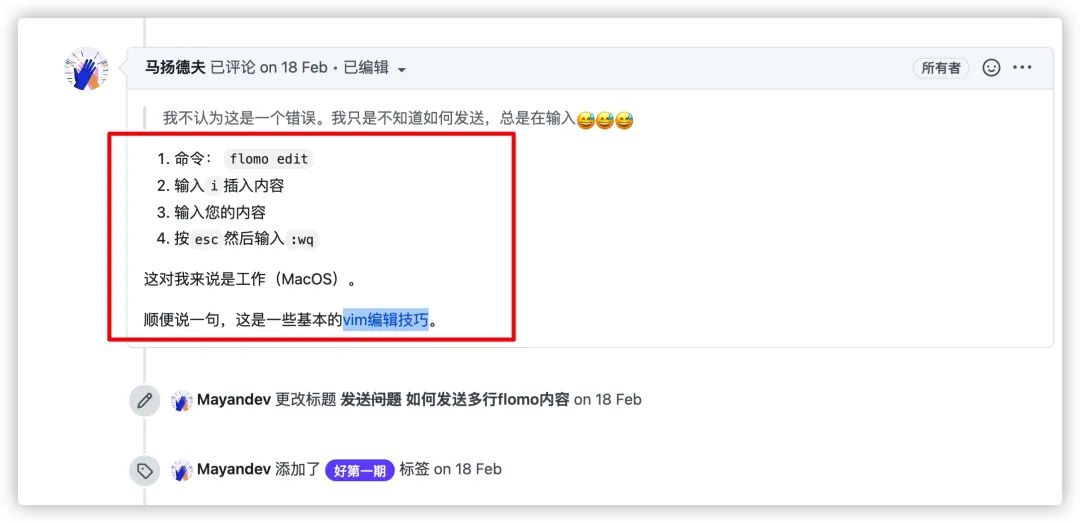 马扬德夫 已评论 on 18 Feb • 已编辑
所有者
我不认为这是一个错误。我只是不知道如何发送，总是在输入😅😅😅
1. 命令： flomo edit
2. 输入 i 插入内容
3. 输入您的内容
4. 按 esc 然后输入 :wq
这对我来说是工作（MacOS）。
顺便说一句，这是一些基本的vim编辑技巧。
Mayandev 更改标题 发送问题 如何发送多行flomo内容 on 18 Feb
Mayandev 添加了 好第一期 标签 on 18 Feb